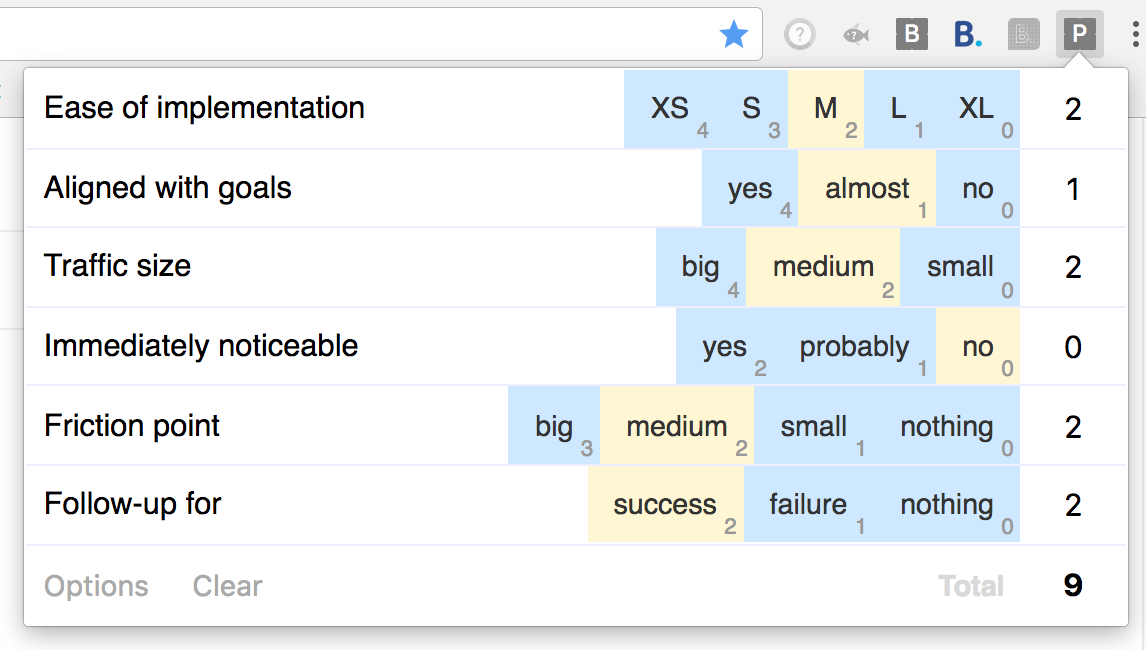 ? ? B B. B P
Ease of implementation XS 4 S 3 M 2 L 1 XL 0 2
Aligned with goals yes 4 almost 1 no 0 1
Traffic size big 4 medium 2 small 0 2
Immediately noticeable yes 2 probably 1 no 0 0
Friction point big 3 medium 2 small 1 nothing 0 2
Follow-up for success 2 failure 1 nothing 0 2
Options Clear Total 9